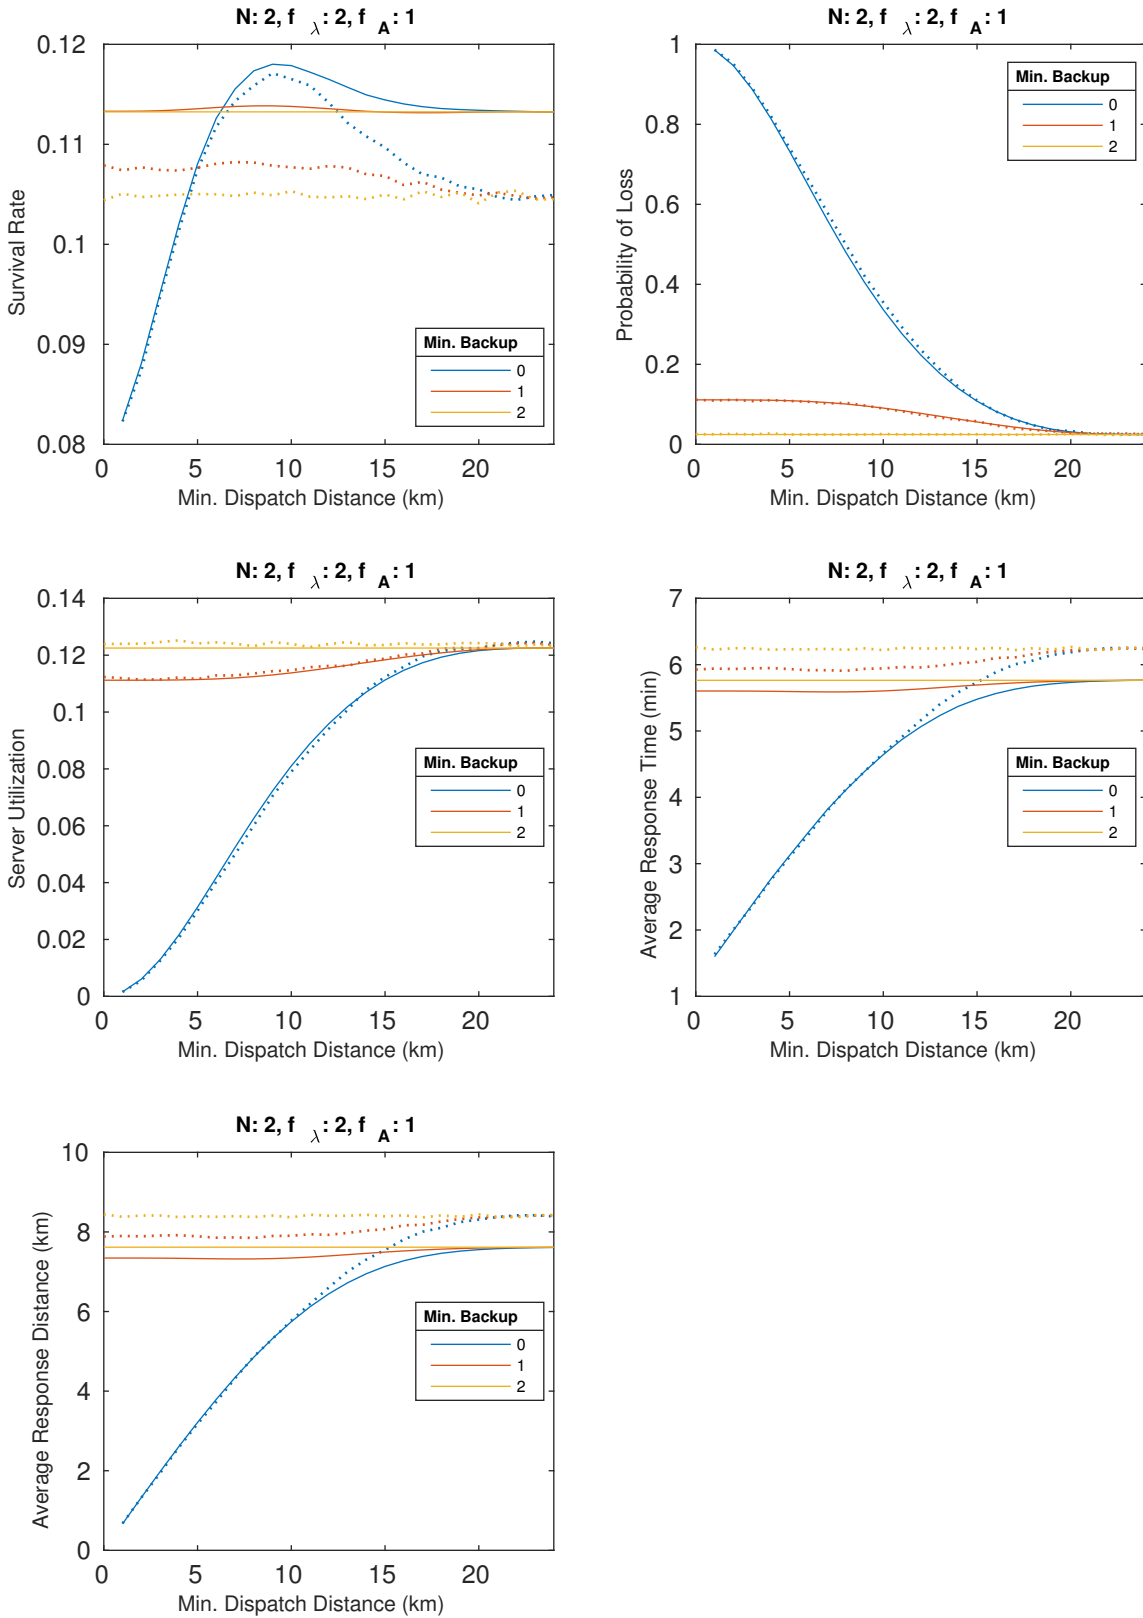 N: 2, f λ: 2, f A: 1
0.12
0.11
0.1
0.09
0.08
Survival Rate
Min. Backup
0
1
2
0 5 10 15 20
Min. Dispatch Distance (km)
N: 2, f λ: 2, f A: 1
1
0.8
0.6
0.4
0.2
0
Probability of Loss
Min. Backup
0
1
2
0 5 10 15 20
Min. Dispatch Distance (km)
N: 2, f λ: 2, f A: 1
0.14
0.12
0.1
0.08
0.06
0.04
0.02
0
Server Utilization
Min. Backup
0
1
2
0 5 10 15 20
Min. Dispatch Distance (km)
N: 2, f λ: 2, f A: 1
7
6
5
4
3
2
1
Average Response Time (min)
Min. Backup
0
1
2
0 5 10 15 20
Min. Dispatch Distance (km)
N: 2, f λ: 2, f A: 1
10
8
6
4
2
0
Average Response Distance (km)
Min. Backup
0
1
2
0 5 10 15 20
Min. Dispatch Distance (km)